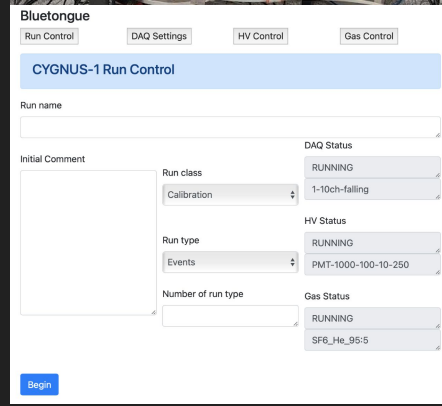 Bluetongue
Run Control
DAQ Settings
HV Control
Gas Control
CYGNUS-1 Run Control
Run name
Initial Comment
Run class
Calibration
Run type
Events
Number of run type
DAQ Status
RUNNING
1-10ch-falling
HV Status
RUNNING
PMT-1000-100-10-250
Gas Status
RUNNING
SF6_He_95:5
Begin